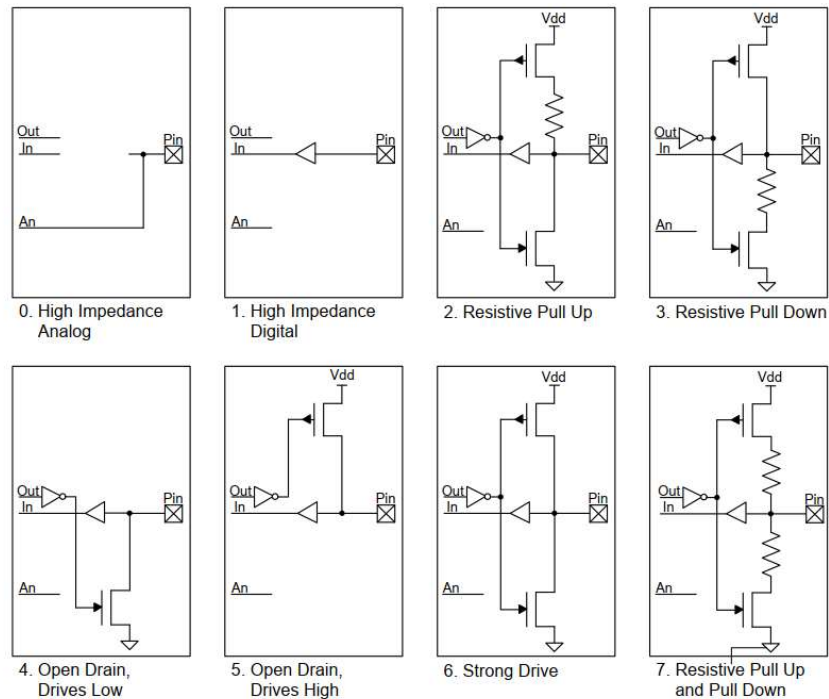 Vdd
Vdd
Out
In
Pin
An
Out
In
Pin
An
Out
In
Pin
An
Out
In
Pin
An
0. High Impedance
Analog
1. High Impedance
Digital
2. Resistive Pull Up
3. Resistive Pull Down
Vdd
Vdd
Vdd
Out
In
Pin
An
Out
In
Pin
An
Out
In
Pin
An
Out
In
Pin
An
4. Open Drain,
Drives Low
5. Open Drain,
Drives High
6. Strong Drive
7. Resistive Pull Up
and Pull Down